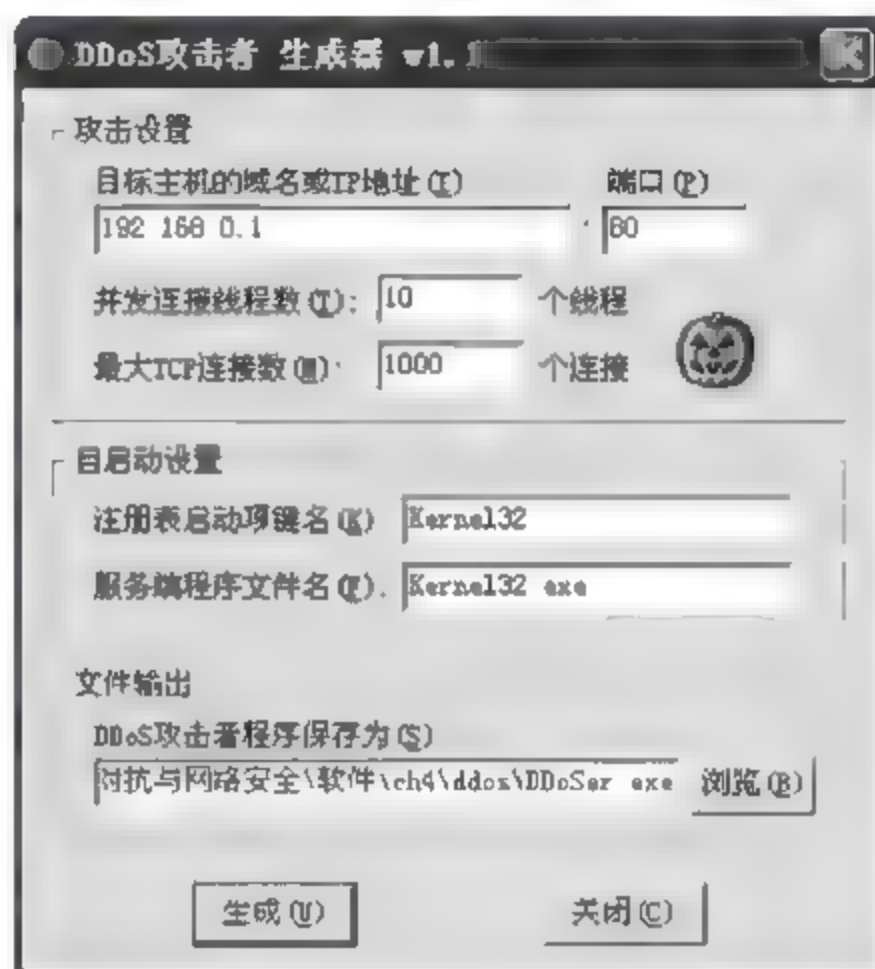 DDoS攻击者 生成器 v1.
攻击设置
目标主机的域名或IP地址(I) 端口(P)
192 168 0.1 : 80
并发连接线程数(T): 10 个线程
最大TCP连接数(M): 1000 个连接
自启动设置
注册表启动项键名(K) Kernel32
服务端程序文件名(F). Kernel32 exe
文件输出
DDoS攻击者程序保存为(S)
对抗与网络安全\软件\ch4\ddos\DDoSer exe 浏览(B)
生成(U) 关闭(C)